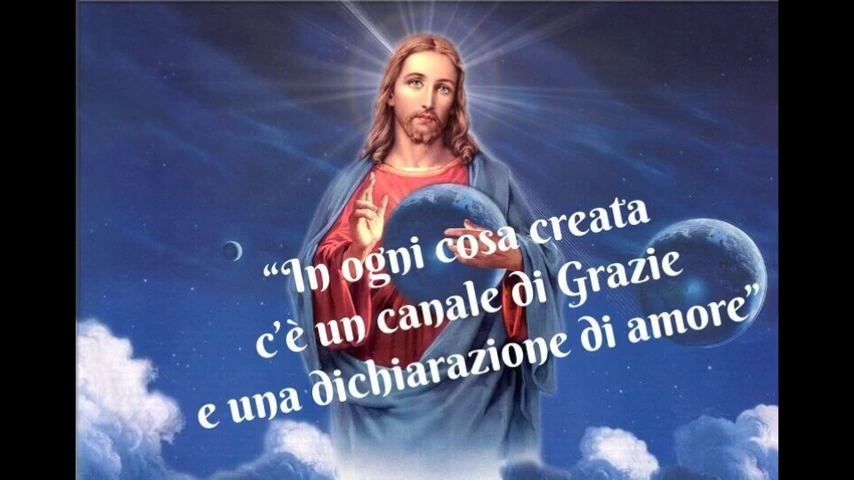 “In ogni cosa creata
c’è un canale di Grazie
e una dichiarazione di amore”